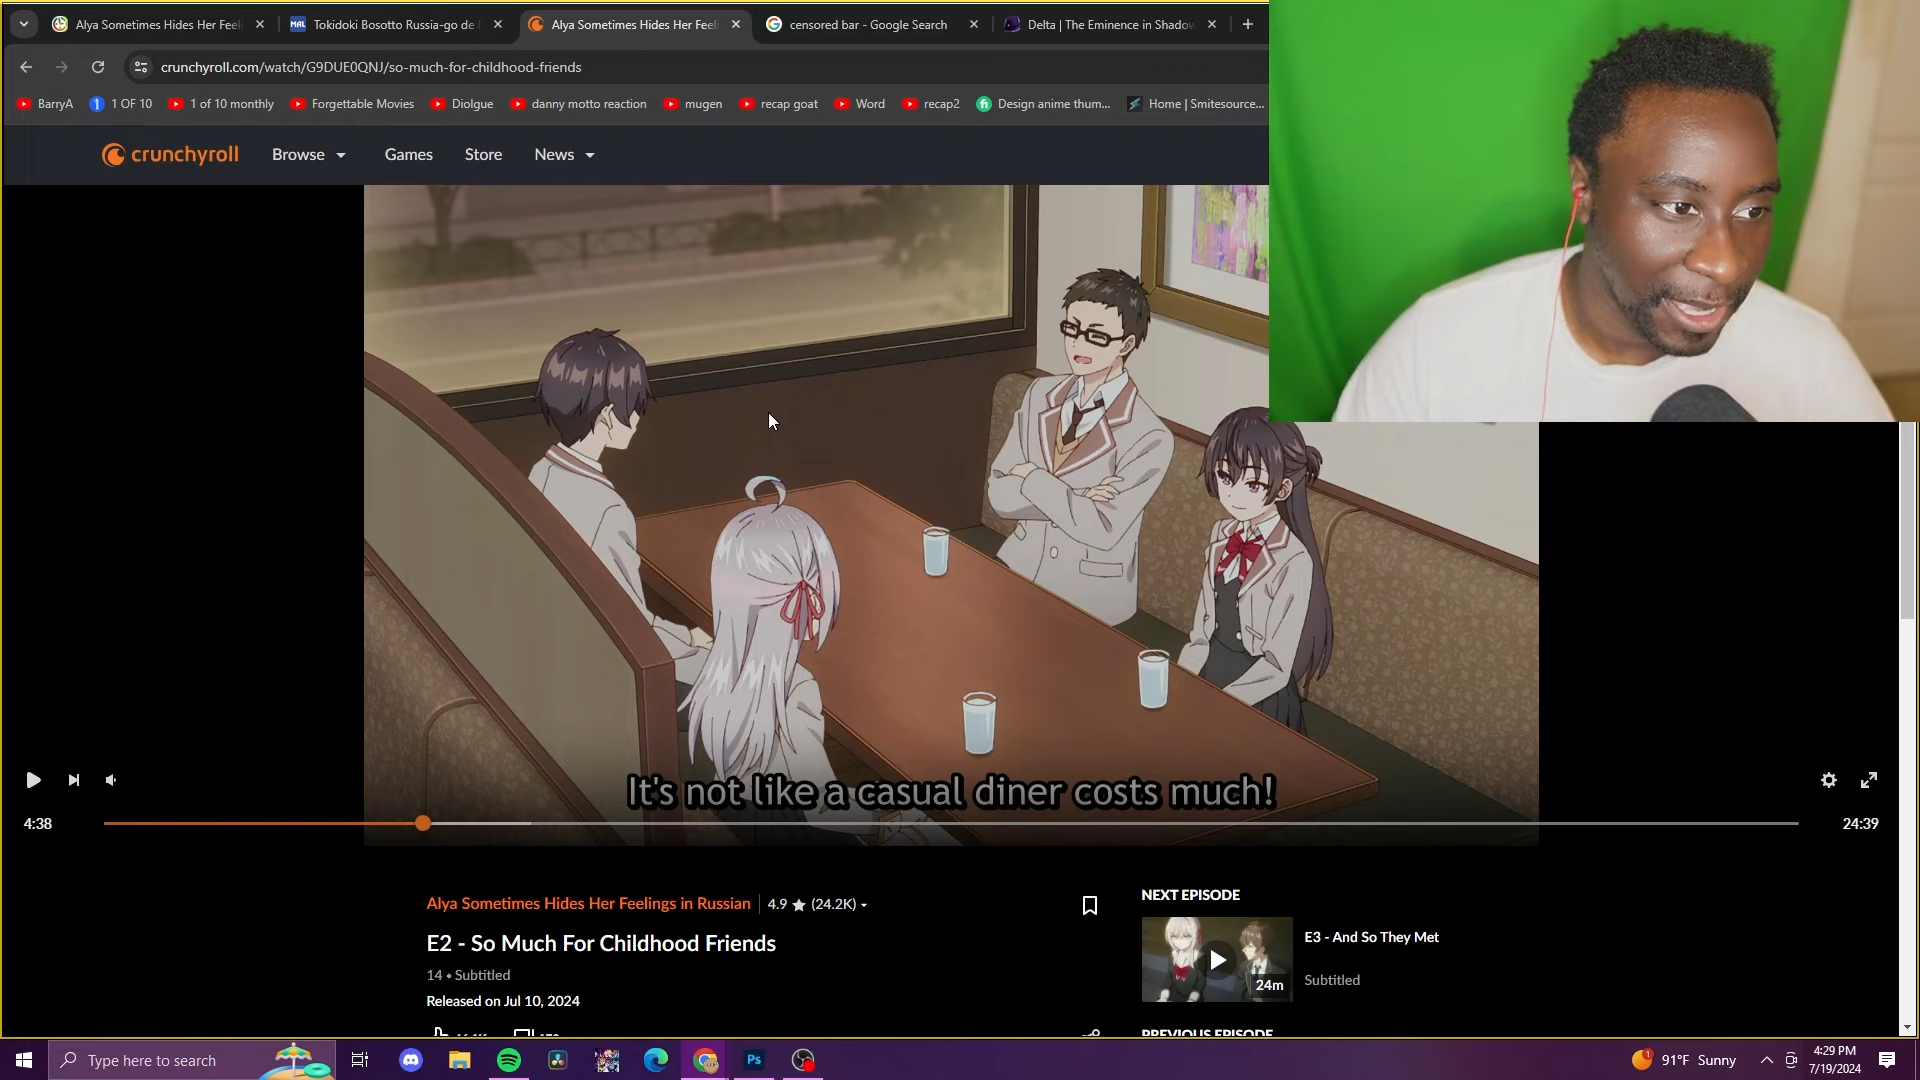 Alya Sometimes Hides Her Feeli
Tokidoki Bosotto Russia-go de
Alya Sometimes Hides Her Feeli
censored bar - Google Search
Delta | The Eminence in Shadow
crunchyroll.com/watch/G9DUE0QNJ/so-much-for-childhood-friends
BarryA
1 OF 10
1 of 10 monthly
Forgettable Movies
Diolgue
danny motto reaction
mugen
recap goat
Word
recap2
Design anime thum...
Home | Smitesource...
crunchyroll
Browse
Games
Store
News
It's not like a casual diner costs much!
4:38
24:39
Alya Sometimes Hides Her Feelings in Russian
4.9 ★ (24.2K)
E2 - So Much For Childhood Friends
14 • Subtitled
Released on Jul 10, 2024
NEXT EPISODE
E3 - And So They Met
Subtitled
24m
PREVIOUS EPISODE
Type here to search
Ps
91°F Sunny
4:29 PM
7/19/2024